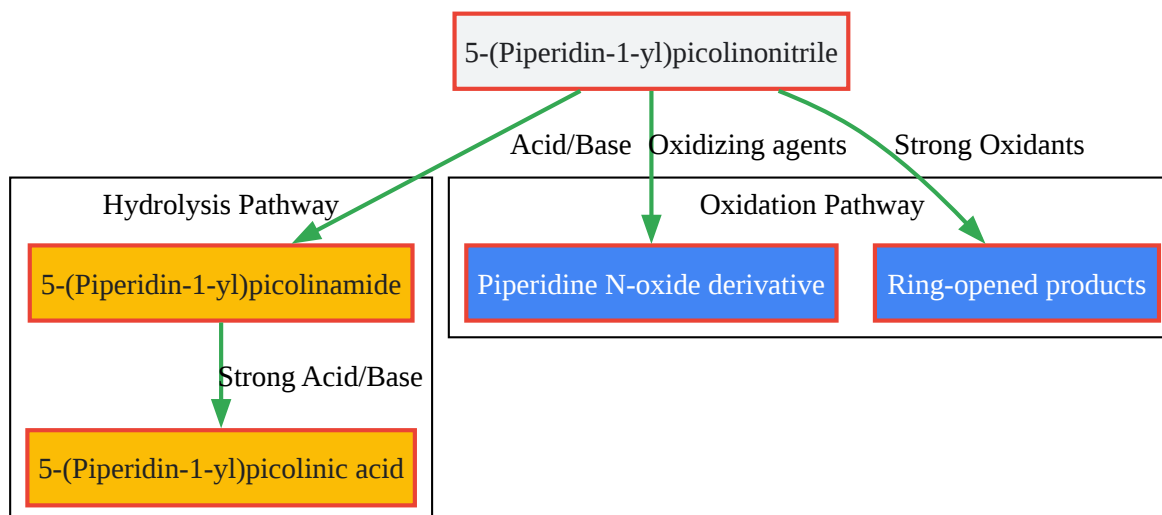 5-(Piperidin-1-yl)picolinonitrile
Acid/Base
Oxidizing agents
Strong Oxidants
Hydrolysis Pathway
Oxidation Pathway
5-(Piperidin-1-yl)picolinamide
Piperidine N-oxide derivative
Ring-opened products
Strong Acid/Base
5-(Piperidin-1-yl)picolinic acid